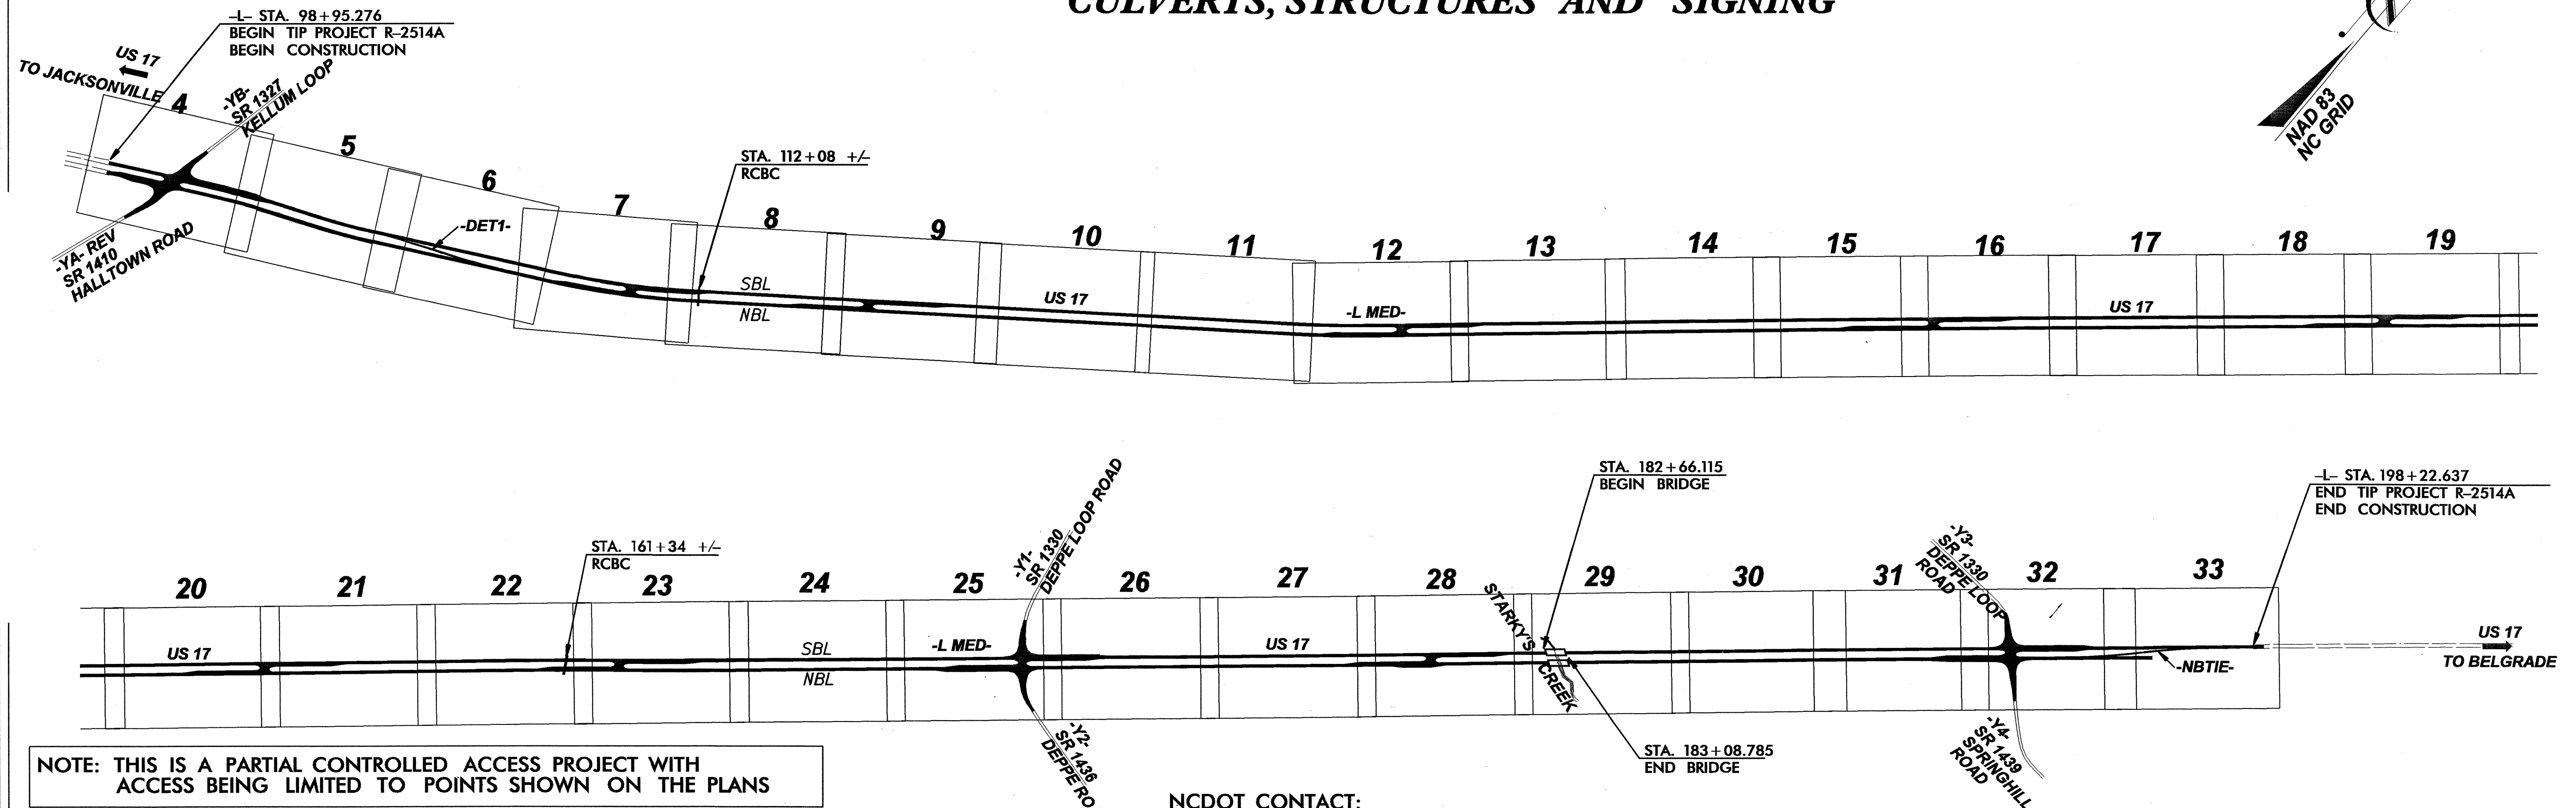 CULVERTS, STRUCTURES AND SIGNING
-L- STA. 98+95.276
BEGIN TIP PROJECT R-2514A
BEGIN CONSTRUCTION
US 17
TO JACKSONVILLE
-YB-
SR 1327
KELLUM LOOP
-YA- REV
SR 1410
HALLTOWN ROAD
NAD 83
NC GRID
4
5
6
7
8
9
10
11
12
13
14
15
16
17
18
19
-DET1-
STA. 112+08 +/-
RCBC
SBL
NBL
US 17
-L MED-
US 17
STA. 161+34 +/-
RCBC
-Y1-
SR 1330
DEPPE LOOP ROAD
STA. 182+66.115
BEGIN BRIDGE
-L- STA. 198+22.637
END TIP PROJECT R-2514A
END CONSTRUCTION
20
21
22
23
24
25
26
27
28
29
30
31
32
33
US 17
SBL
NBL
-L MED-
US 17
STARKY'S
CREEK
-Y3-
SR 1330
DEPPE LOOP
ROAD
-NBTIE-
US 17
TO BELGRADE
-Y2-
SR 1436
DEPPE RO
STA. 183+08.785
END BRIDGE
-Y4-
SR 1439
SPRINGHILL
ROAD
NOTE: THIS IS A PARTIAL CONTROLLED ACCESS PROJECT WITH
ACCESS BEING LIMITED TO POINTS SHOWN ON THE PLANS
NCDOT CONTACT: